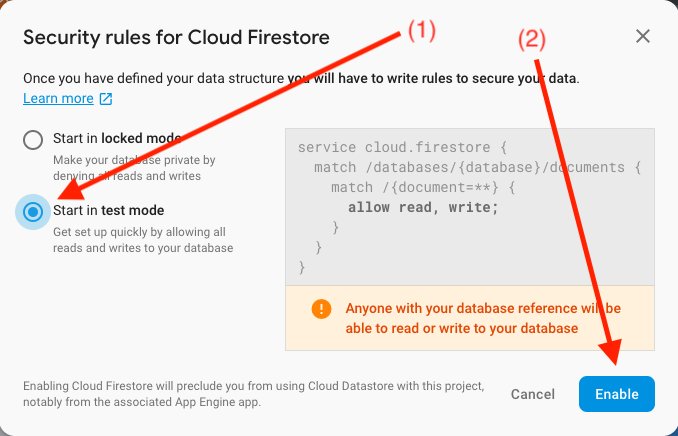 Security rules for Cloud Firestore
(1)
(2)
Once you have defined your data structure you will have to write rules to secure your data.
Learn more
Start in locked mode
Make your database private by
denying all reads and writes
Start in test mode
Get set up quickly by allowing all
reads and writes to your database
service cloud.firestore {
match /databases/{database}/documents {
match /{document=**} {
allow read, write;
}
}
}
!
Anyone with your database reference will be
able to read or write to your database
Enabling Cloud Firestore will preclude you from using Cloud Datastore with this project,
notably from the associated App Engine app.
Cancel
Enable